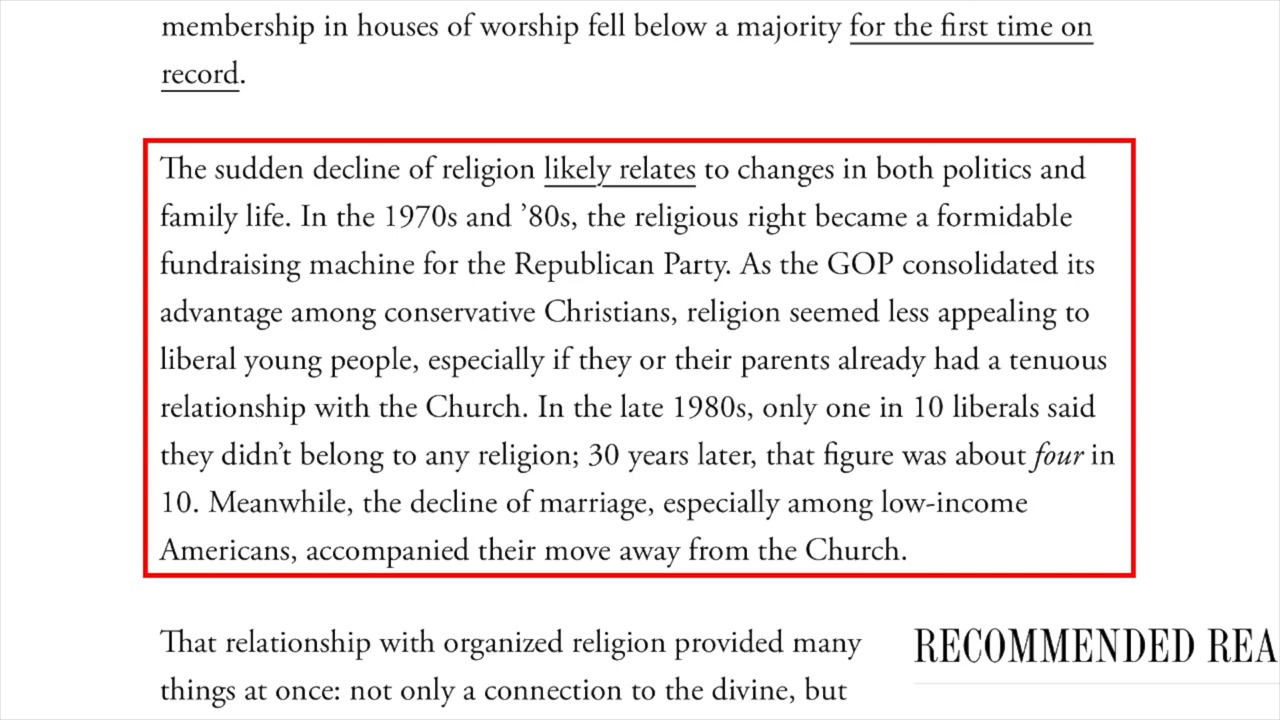 membership in houses of worship fell below a majority for the first time on
record.
The sudden decline of religion likely relates to changes in both politics and
family life. In the 1970s and ’80s, the religious right became a formidable
fundraising machine for the Republican Party. As the GOP consolidated its
advantage among conservative Christians, religion seemed less appealing to
liberal young people, especially if they or their parents already had a tenuous
relationship with the Church. In the late 1980s, only one in 10 liberals said
they didn’t belong to any religion; 30 years later, that figure was about four in
10. Meanwhile, the decline of marriage, especially among low-income
Americans, accompanied their move away from the Church.
That relationship with organized religion provided many
things at once: not only a connection to the divine, but
RECOMMENDED REA